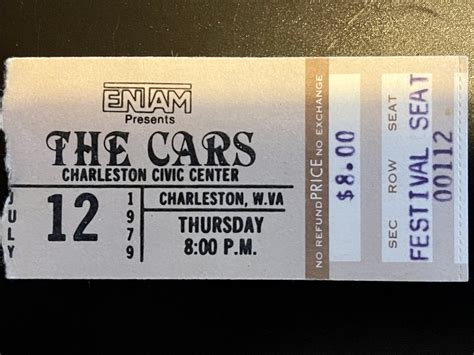 ENTAM
Presents
THE CARS
CHARLESTON CIVIC CENTER
JULY
12
1979
CHARLESTON, W.VA
THURSDAY
8:00 P.M.
NO REFUND PRICE NO EXCHANGE
$8.00
SEC ROW SEAT
FESTIVAL SEAT
000112